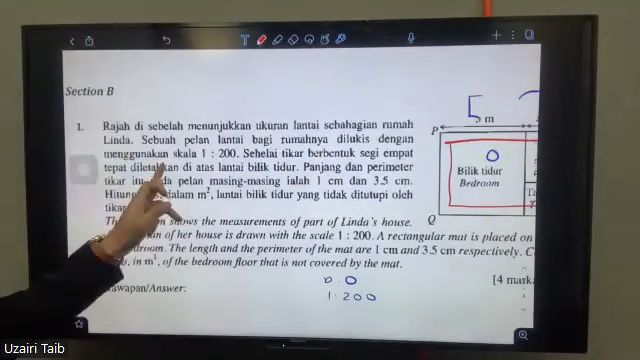 Section B
1. Rajah di sebelah menunjukkan ukuran lantai sebahagian rumah
Linda. Sebuah pelan lantai bagi rumahnya dilukis dengan
menggunakan skala 1 : 200. Sehelai tikar berbentuk segi empat
tepat diletakkan di atas lantai bilik tidur. Panjang dan perimeter
tikar itu pada pelan masing-masing ialah 1 cm dan 3.5 cm.
dalam m², lantai bilik tidur yang tidak ditutupi oleh
shows the measurements of part of Linda's house.
of her house is drawn with the scale 1 : 200. A rectangular mat is placed on
The length and the perimeter of the mat are 1 cm and 3.5 cm respectively.
in m², of the bedroom floor that is not covered by the mat.
[4
Answer:
D : O
1 : 200
5 m
P
O
Bilik tidur
Bedroom
Q
Uzairi Taib